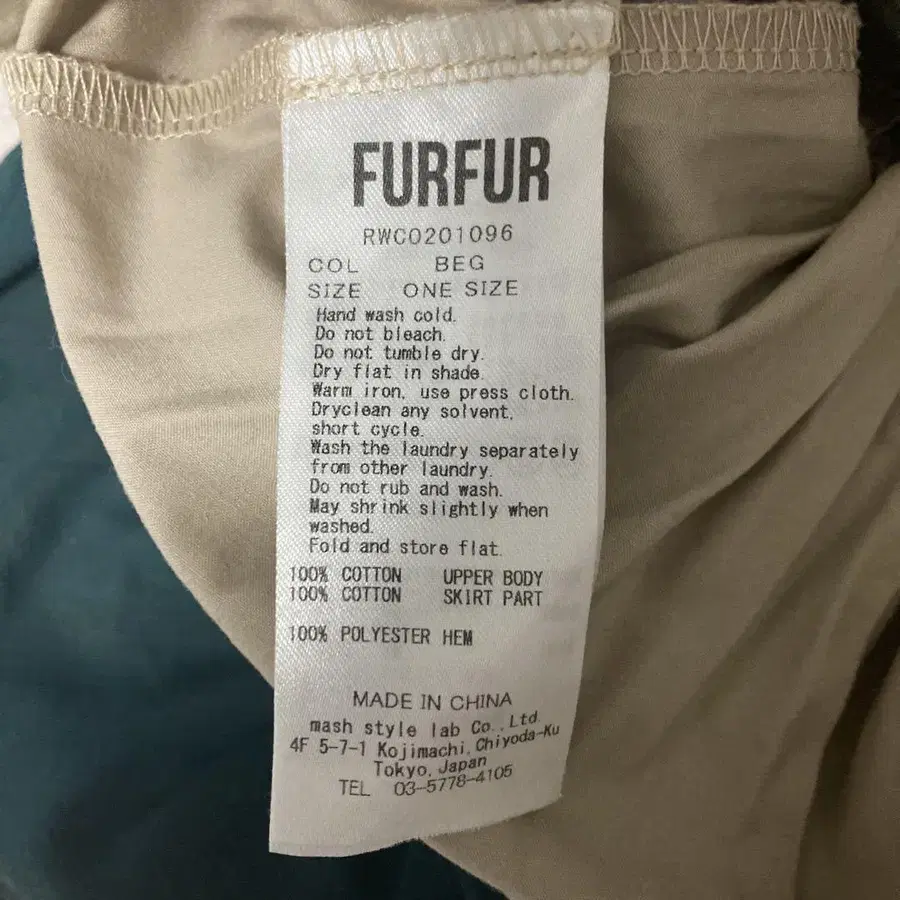 FURFUR
RWCO201096
COL BEG
SIZE ONE SIZE
Hand wash cold.
Do not bleach.
Do not tumble dry.
Dry flat in shade.
Warm iron, use press cloth.
Dryclean any solvent,
short cycle.
Wash the laundry separately
from other laundry.
Do not rub and wash.
May shrink slightly when
washed.
Fold and store flat.
100% COTTON UPPER BODY
100% COTTON SKIRT PART
100% POLYESTER HEM
MADE IN CHINA
mash style lab Co., Ltd.
4F 5-7-1 Kojimachi, Chiyoda-Ku
Tokyo, Japan
TEL 03-5778-4105